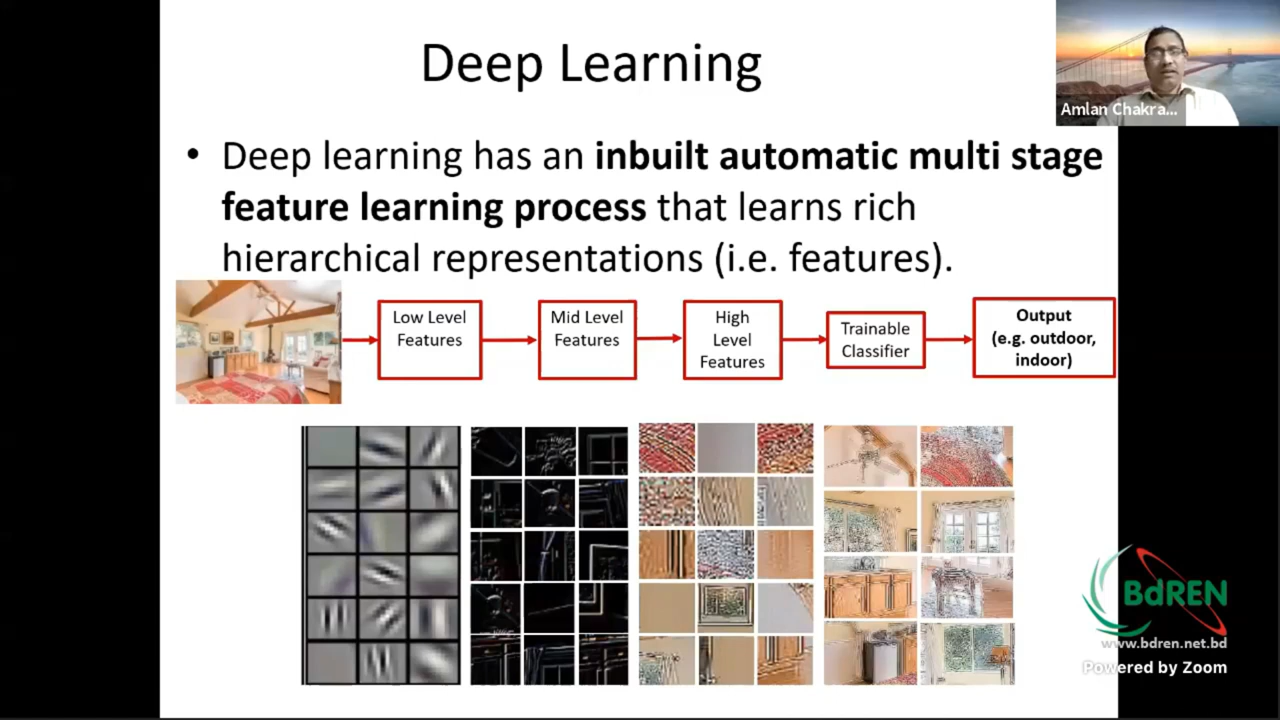 Deep Learning
Amlan Chakra...
• Deep learning has an inbuilt automatic multi stage
feature learning process that learns rich
hierarchical representations (i.e. features).
Low Level
Features
Mid Level
Features
High
Level
Features
Trainable
Classifier
Output
(e.g. outdoor,
indoor)
BdREN
www.bdren.net.bd
Powered by Zoom